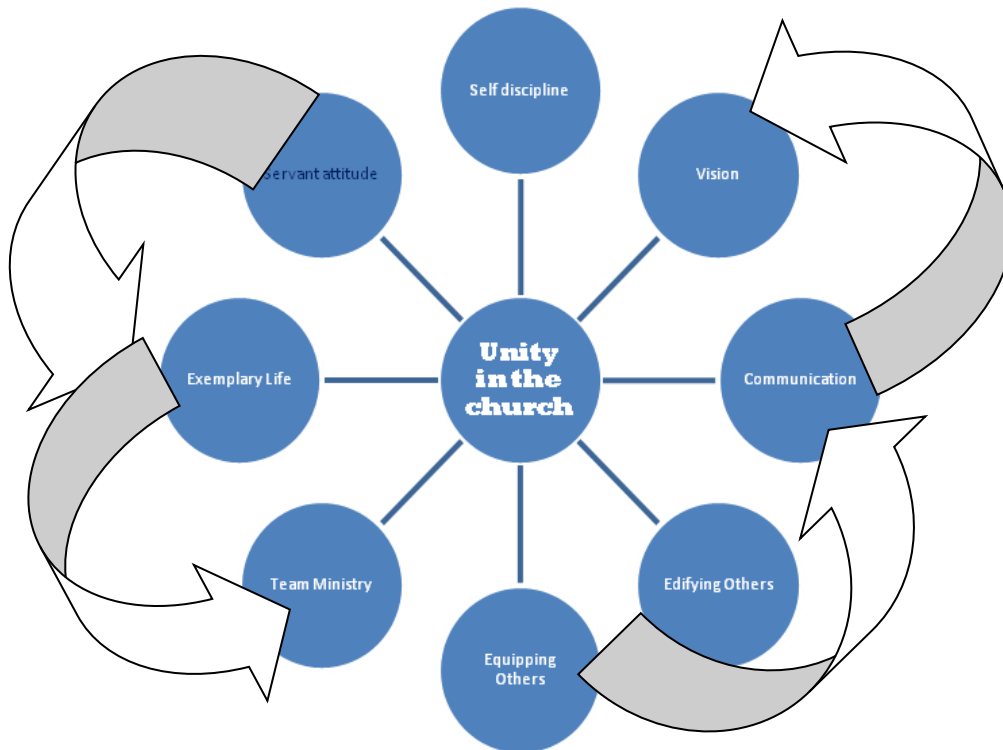 Self discipline
Servant attitude
Vision
Unity
in the
church
Exemplary Life
Communication
Team Ministry
Edifying Others
Equipping
Others